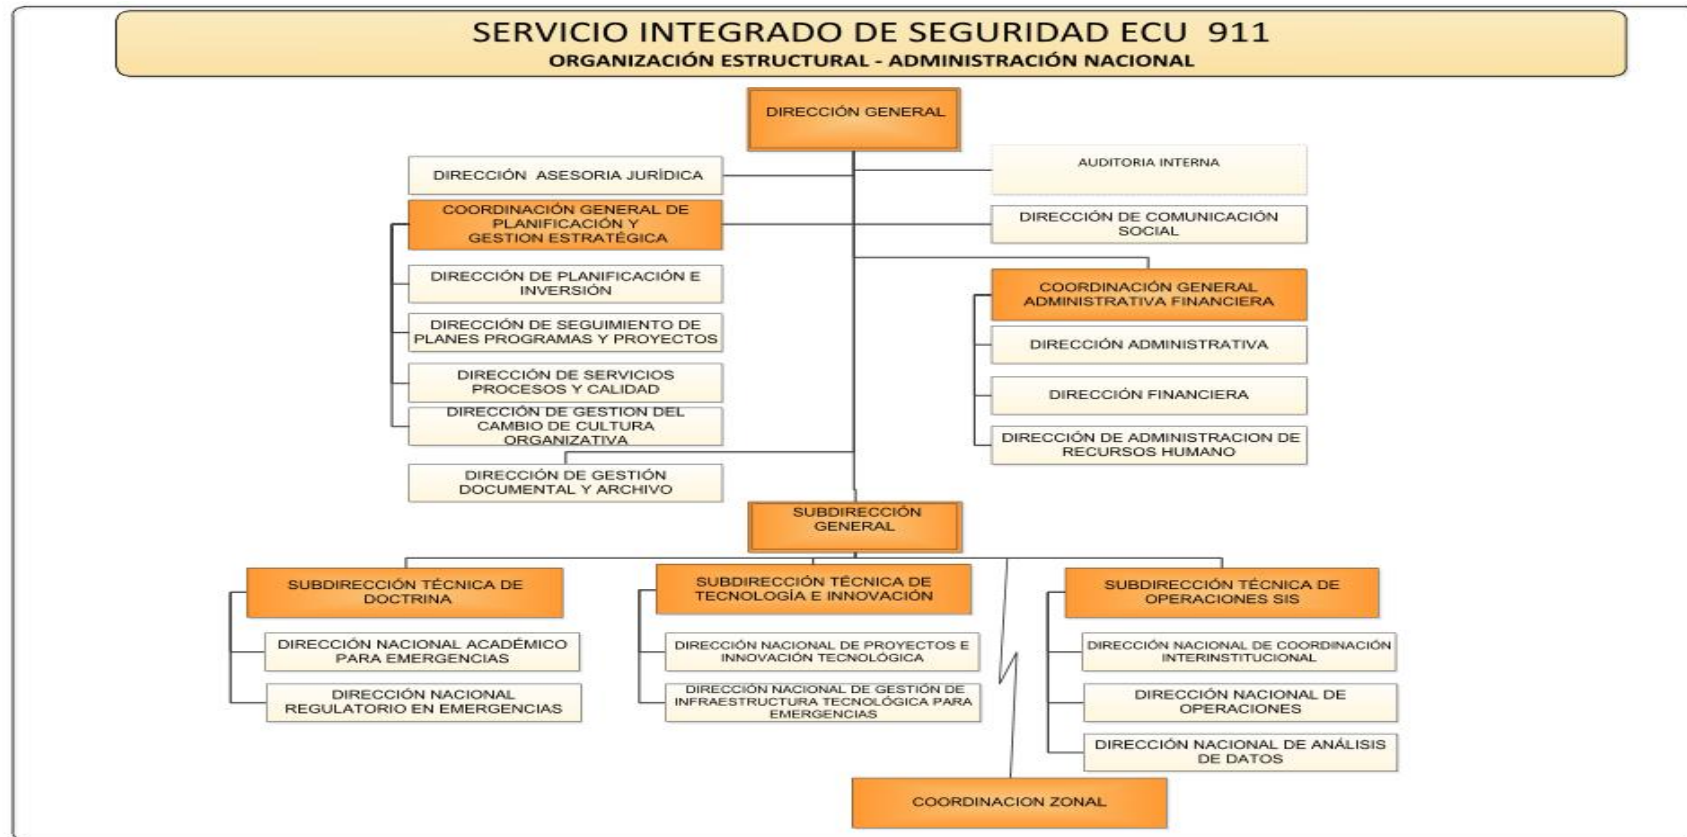 SERVICIO INTEGRADO DE SEGURIDAD ECU 911
ORGANIZACIÓN ESTRUCTURAL - ADMINISTRACIÓN NACIONAL
DIRECCIÓN GENERAL
DIRECCIÓN ASESORIA JURÍDICA
AUDITORIA INTERNA
COORDINACIÓN GENERAL DE
PLANIFICACIÓN Y
GESTION ESTRATÉGICA
DIRECCIÓN DE COMUNICACIÓN
SOCIAL
DIRECCIÓN DE PLANIFICACIÓN E
INVERSIÓN
DIRECCIÓN DE SEGUIMIENTO DE
PLANES PROGRAMAS Y PROYECTOS
DIRECCIÓN DE SERVICIOS
PROCESOS Y CALIDAD
DIRECCIÓN DE GESTION DEL
CAMBIO DE CULTURA
ORGANIZATIVA
DIRECCIÓN DE GESTIÓN
DOCUMENTAL Y ARCHIVO
COORDINACIÓN GENERAL
ADMINISTRATIVA FINANCIERA
DIRECCIÓN ADMINISTRATIVA
DIRECCIÓN FINANCIERA
DIRECCIÓN DE ADMINISTRACION DE
RECURSOS HUMANO
SUBDIRECCIÓN
GENERAL
SUBDIRECCIÓN TÉCNICA DE
DOCTRINA
DIRECCIÓN NACIONAL ACADÉMICO
PARA EMERGENCIAS
DIRECCIÓN NACIONAL
REGULATORIO EN EMERGENCIAS
SUBDIRECCIÓN TÉCNICA DE
TECNOLOGÍA E INNOVACIÓN
DIRECCIÓN NACIONAL DE PROYECTOS E
INNOVACIÓN TECNOLÓGICA
DIRECCIÓN NACIONAL DE GESTIÓN DE
INFRAESTRUCTURA TECNOLÓGICA PARA
EMERGENCIAS
SUBDIRECCIÓN TÉCNICA DE
OPERACIONES SIS
DIRECCIÓN NACIONAL DE COORDINACIÓN
INTERINSTITUCIONAL
DIRECCIÓN NACIONAL DE
OPERACIONES
DIRECCIÓN NACIONAL DE ANÁLISIS
DE DATOS
COORDINACION ZONAL